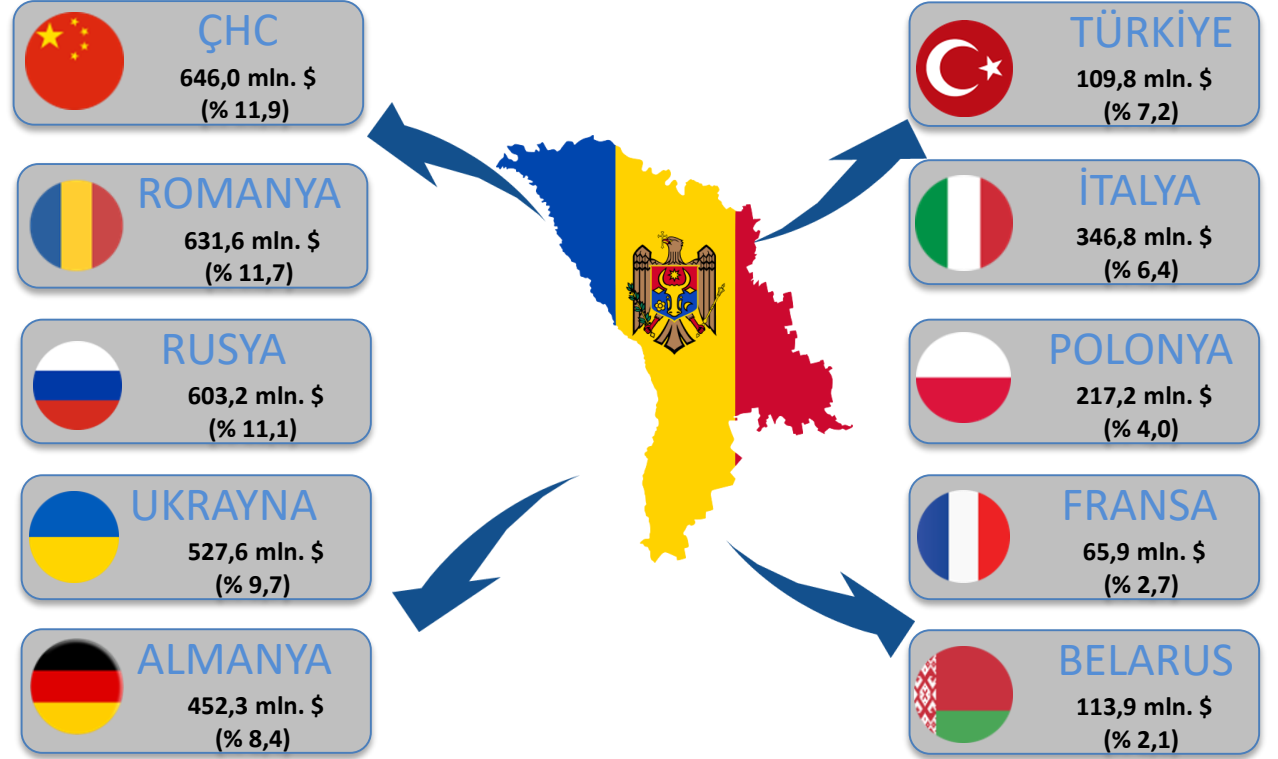 ÇHC
646,0 mln. $
(% 11,9)
ROMANYA
631,6 mln. $
(% 11,7)
RUSYA
603,2 mln. $
(% 11,1)
UKRAYNA
527,6 mln. $
(% 9,7)
ALMANYA
452,3 mln. $
(% 8,4)
TÜRKİYE
109,8 mln. $
(% 7,2)
İTALYA
346,8 mln. $
(% 6,4)
POLONYA
217,2 mln. $
(% 4,0)
FRANSA
65,9 mln. $
(% 2,7)
BELARUS
113,9 mln. $
(% 2,1)